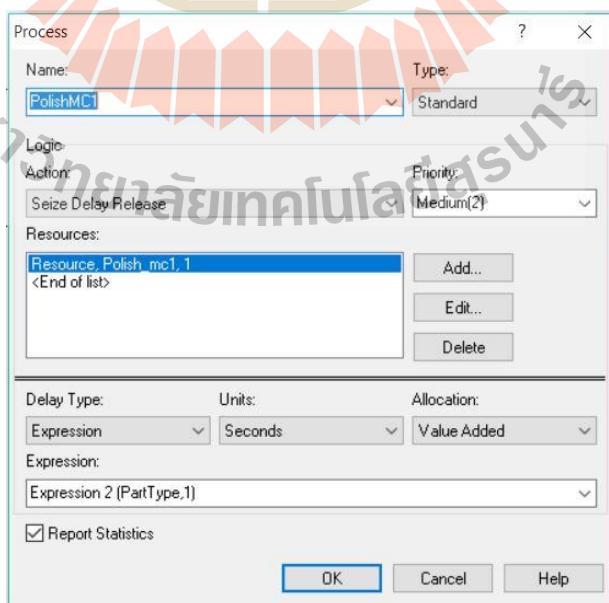 Process ? ×
Name: Type:
PolishMC1 Standard
Logic
Action: Priority:
Seize Delay Release Medium(2)
Resources:
Resource, Polish_mc1, 1
<End of list>
Add...
Edit...
Delete
Delay Type: Units: Allocation:
Expression Seconds Value Added
Expression:
Expression 2 (PartType,1)
Report Statistics
OK Cancel Help